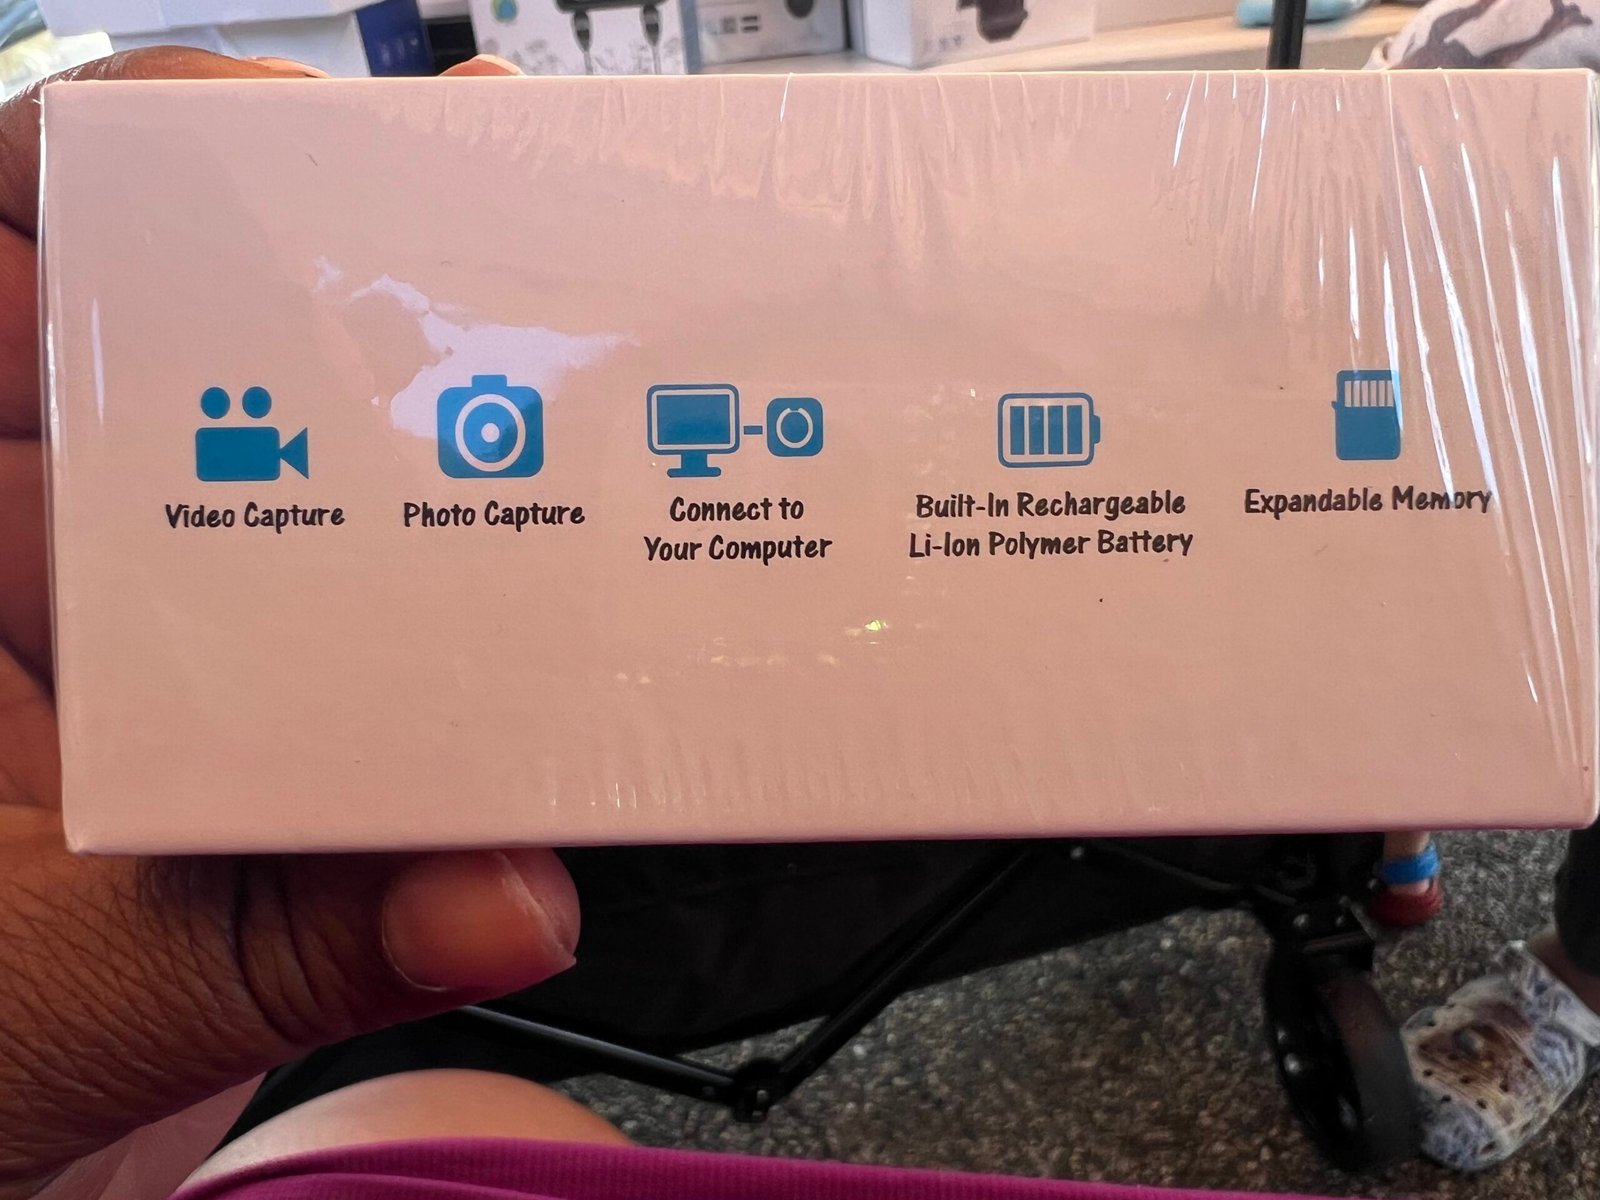 Video Capture
Photo Capture
Connect to
Your Computer
Built-In Rechargeable
Li-Ion Polymer Battery
Expandable Memory